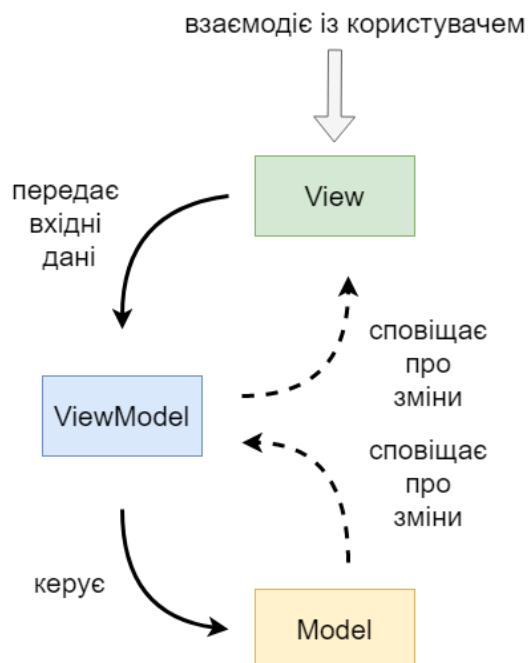 взаємодіє із користувачем
View
передає
вхідні
дані
сповіщає
про
зміни
ViewModel
сповіщає
про
зміни
керує
Model